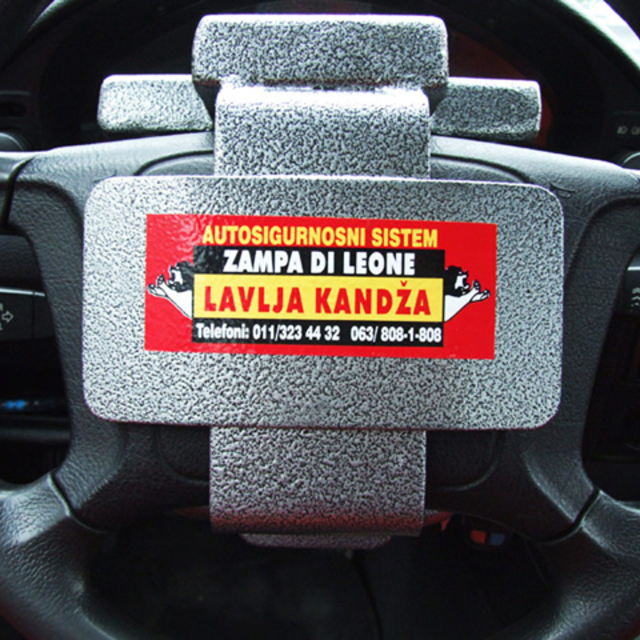 AUTOSIGURNOSNI SISTEM
ZAMPA DI LEONE
LAVLJA KANDŽA
Telefoni: 011/323 44 32 063/ 808-1-808